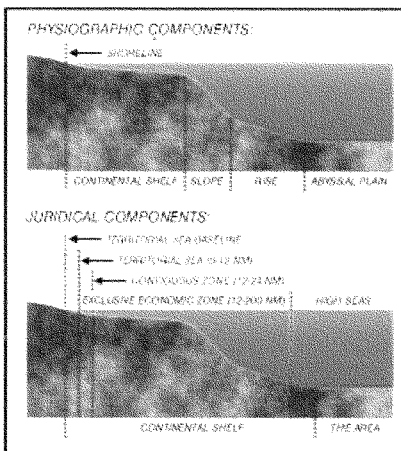 PHYSIOGRAPHIC COMPONENTS:
SHORELINE
CONTINENTAL SHELF SLOPE RISE ABYSSAL PLAIN
JURIDICAL COMPONENTS:
TERRITORIAL SEA BASELINE
TERRITORIAL SEA (0-12 NM)
CONTIGUOUS ZONE (12-24 NM)
EXCLUSIVE ECONOMIC ZONE (12-200 NM) HIGH SEAS
CONTINENTAL SHELF THE AREA